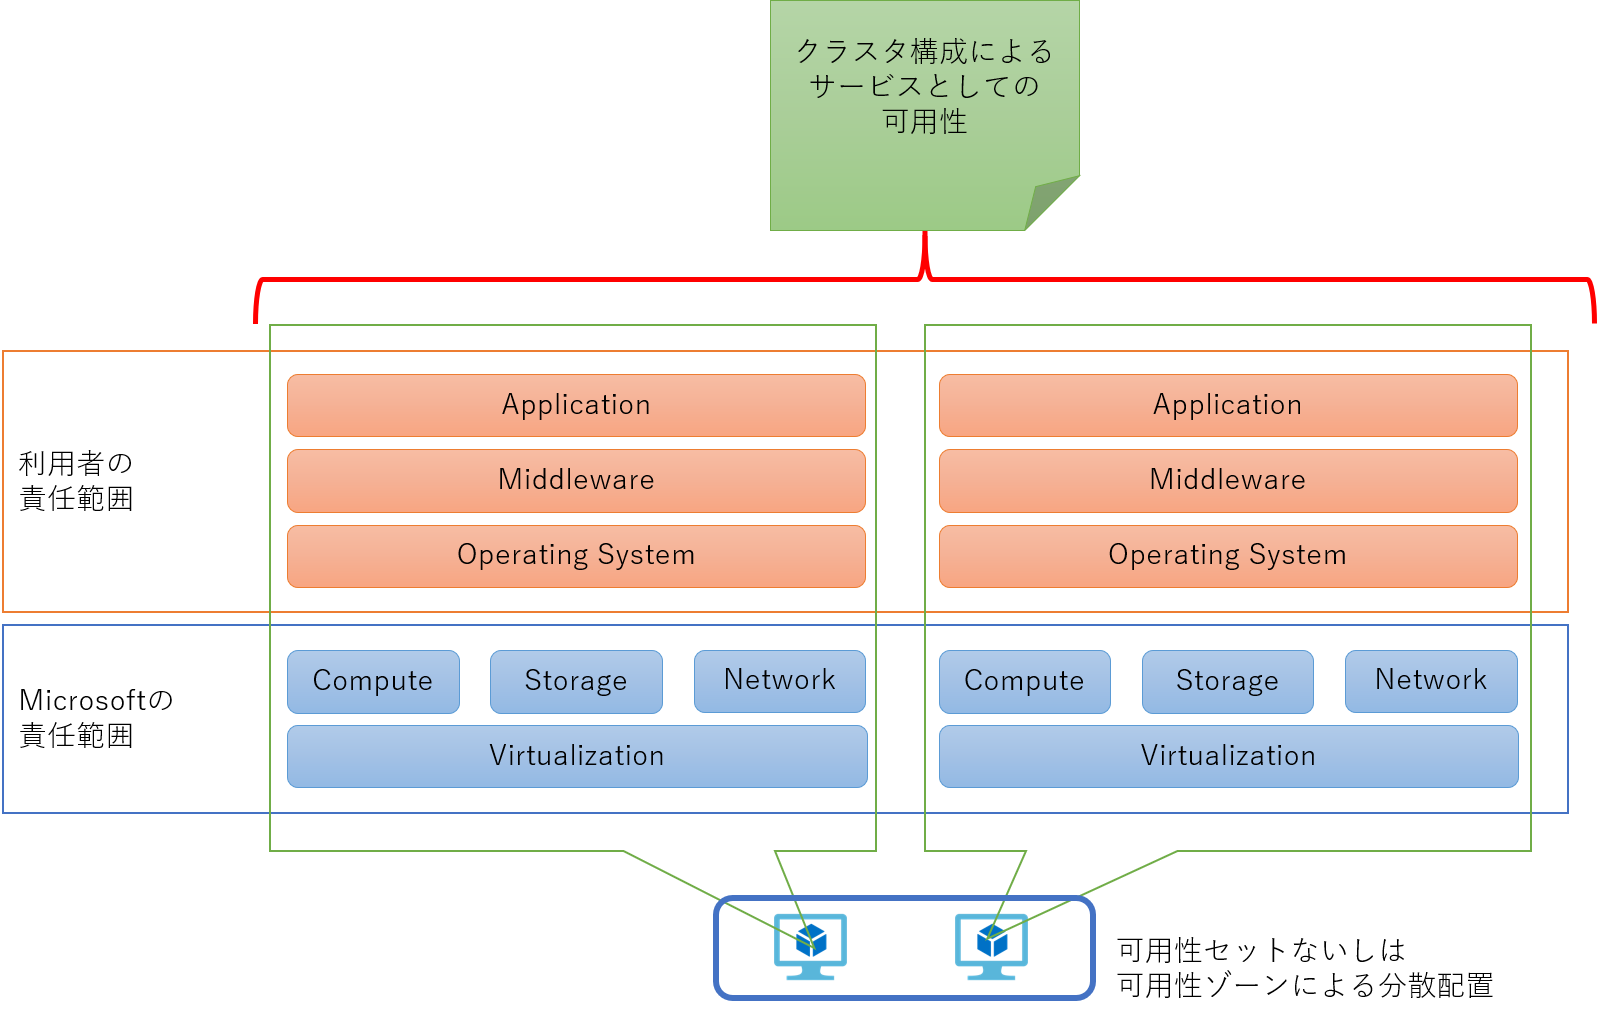 クラスタ構成による
サービスとしての
可用性
利用者の
責任範囲
Application
Middleware
Operating System
Application
Middleware
Operating System
Microsoftの
責任範囲
Compute
Storage
Network
Virtualization
Compute
Storage
Network
Virtualization
可用性セットないしは
可用性ゾーンによる分散配置